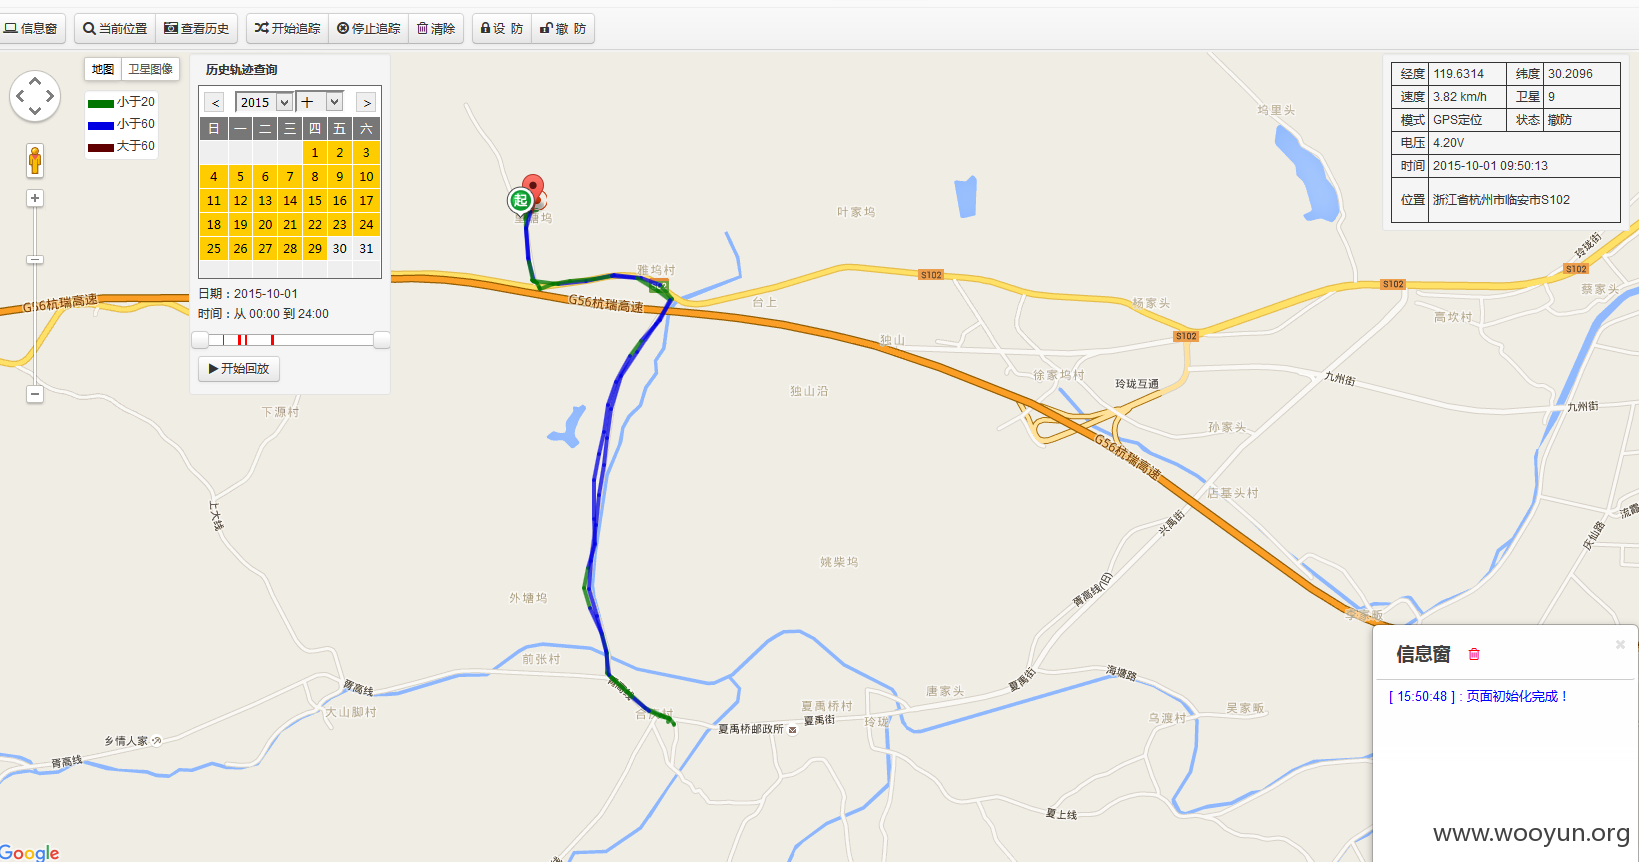 信息窗 当前位置 查看历史 开始追踪 停止追踪 清除 设 防 撤 防
地图 卫星图像
小于20
小于60
大于60
历史轨迹查询
< 2015 十 >
日 一 二 三 四 五 六
1 2 3
4 5 6 7 8 9 10
11 12 13 14 15 16 17
18 19 20 21 22 23 24
25 26 27 28 29 30 31
日期：2015-10-01
时间：从 00:00 到 24:00
开始回放
经度 119.6314 纬度 30.2096
速度 3.82 km/h 卫星 9
模式 GPS定位 状态 撤防
电压 4.20V
时间 2015-10-01 09:50:13
位置 浙江省杭州市临安市S102
坞里头
叶家坞
起
雅坞村
台上
S102
S102
S102
S102
玲珑街
蔡家头
杨家头
高坎村
G56杭瑞高速
G56杭瑞高速
G56杭瑞高速
独山
独山沿
徐家坞村
玲珑互通
九州街
九州街
孙家头
下源村
上大线
店基头村
兴禹街
流霞
庆仙路
姚柴坞
胥高线(旧)
外塘坞
李家畈
前张村
胥高线
胥高线
大山脚村
乡情人家
胥高线
夏禹桥邮政所
夏禹桥村
夏禹街
玲珑
唐家头
夏禹街
海塘路
乌渡村
吴家畈
夏上线
信息窗
[ 15:50:48 ] : 页面初始化完成！
Google
www.wooyun.org